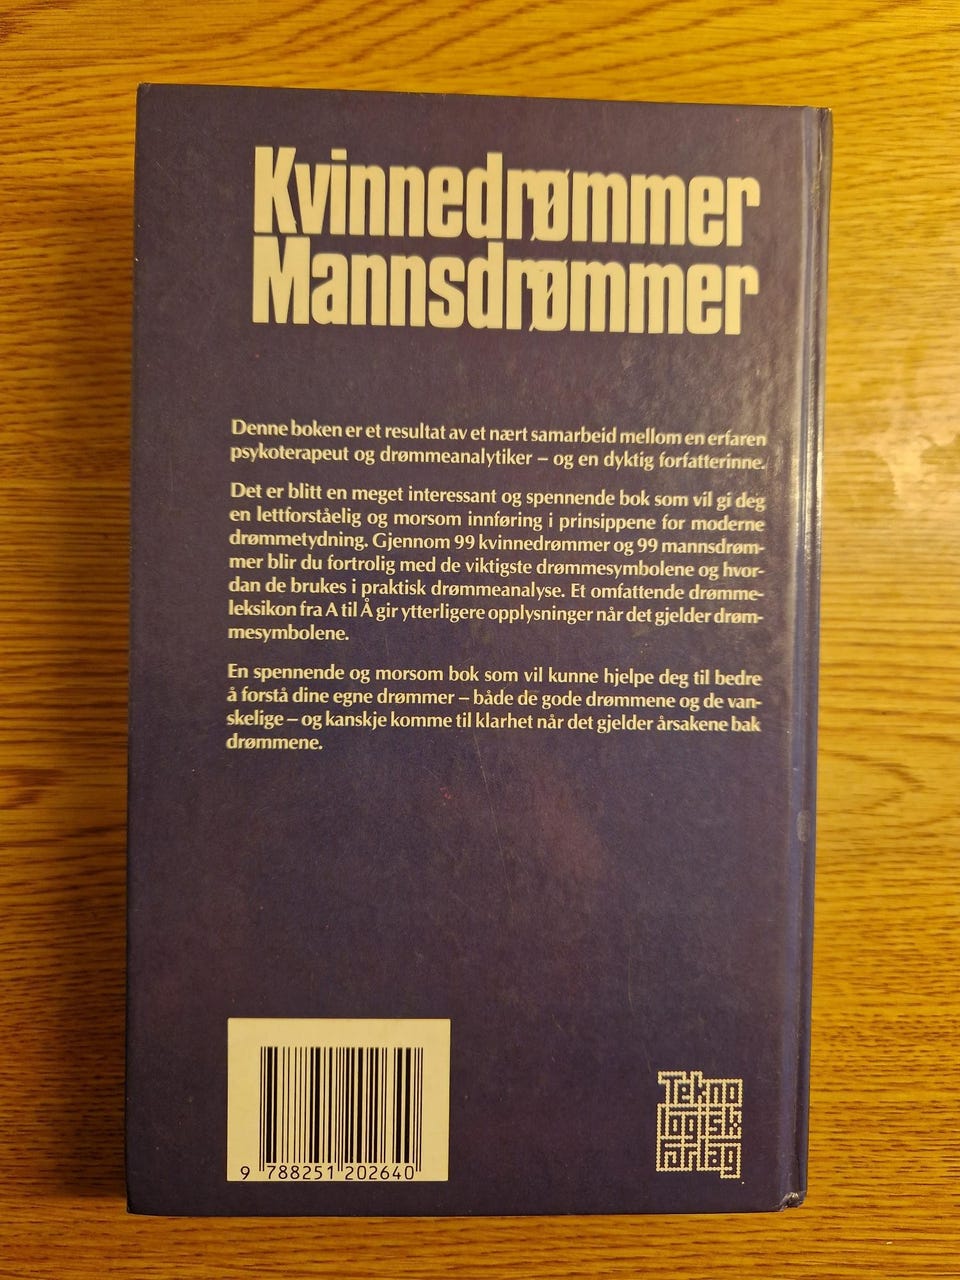 Kvinnedrømmer
Mannsdrømmer
Denne boken er et resultat av et nært samarbeid mellom en erfaren
psykoterapeut og drømmeanalytiker – og en dyktig forfatterinne.
Det er blitt en meget interessant og spennende bok som vil gi deg
en lettforståelig og morsom innføring i prinsippene for moderne
drømmetydning. Gjennom 99 kvinnedrømmer og 99 mannsdrøm-
mer blir du fortrolig med de viktigste drømmesymbolene og hvor-
dan de brukes i praktisk drømmeanalyse. Et omfattende drømme-
leksikon fra A til Å gir ytterligere opplysninger når det gjelder drøm-
mesymbolene.
En spennende og morsom bok som vil kunne hjelpe deg til bedre
å forstå dine egne drømmer – både de gode drømmene og de van-
skelige – og kanskje komme til klarhet når det gjelder årsakene bak
drømmene.
9 788251 202640
Tekno
logisk
forlag